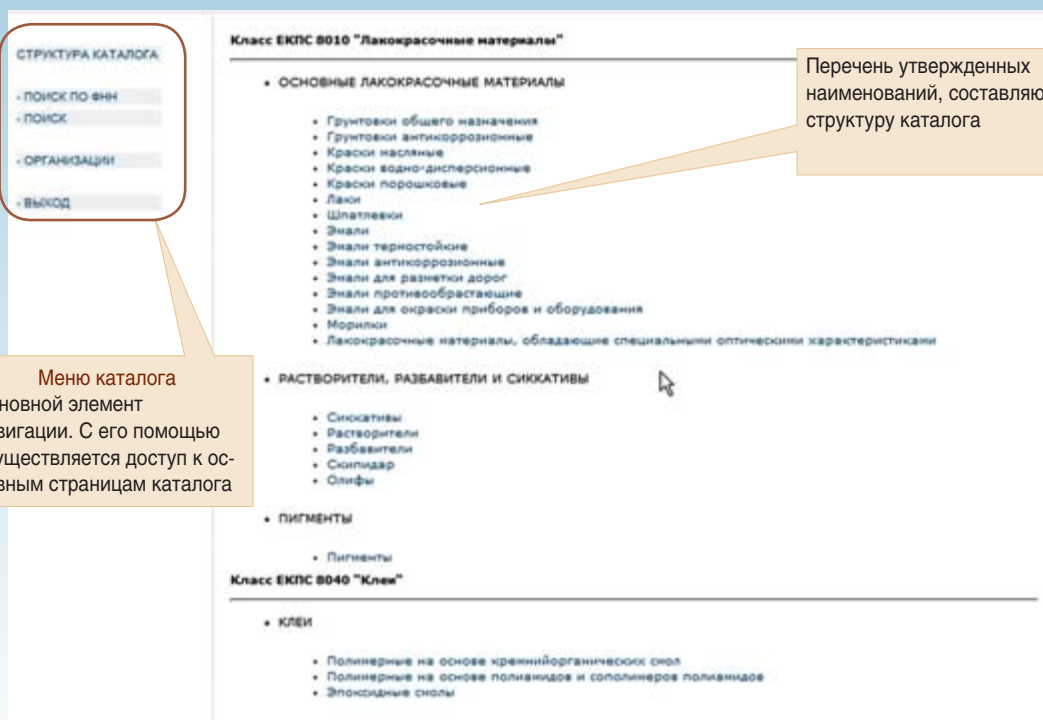 СТРУКТУРА КАТАЛОГА
- ПОИСК ПО ФНН
- ПОИСК
- ОРГАНИЗАЦИИ
- ВЫХОД
Меню каталога
новной элемент
вигации. С его помощью
уществляется доступ к ос-
вным страницам каталога
Класс ЕКПС 8010 "Лакокрасочные материалы"
• ОСНОВНЫЕ ЛАКОКРАСОЧНЫЕ МАТЕРИАЛЫ
• Грунтовки общего назначения
• Грунтовки антикоррозионные
• Краски масляные
• Краски водно-дисперсионные
• Краски порошковые
• Лаки
• Шпатлевки
• Эмали
• Эмали термостойкие
• Эмали антикоррозионные
• Эмали для разметки дорог
• Эмали противообрастающие
• Эмали для окраски приборов и оборудования
• Морилки
• Лакокрасочные материалы, обладающие специальными оптическими характеристиками
Перечень утвержденных
наименований, составляю
структуру каталога
• РАСТВОРИТЕЛИ, РАЗБАВИТЕЛИ И СИККАТИВЫ
• Сиккативы
• Растворители
• Разбавители
• Скипидар
• Олифы
• ПИГМЕНТЫ
• Пигменты
Класс ЕКПС 8040 "Клеи"
• КЛЕИ
• Полимерные на основе кремнийорганических смол
• Полимерные на основе полиамидов и сополимеров полиамидов
• Эпоксидные смолы